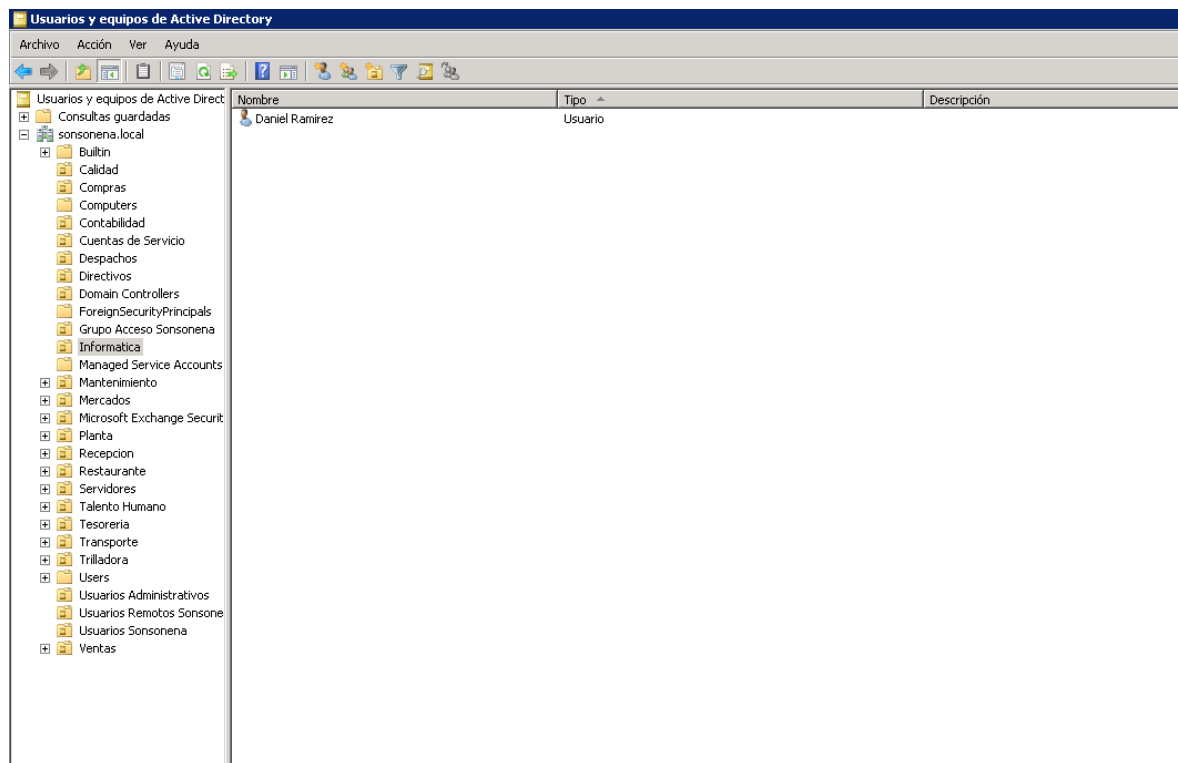 Usuarios y equipos de Active Directory
Archivo Acción Ver Ayuda
Usuarios y equipos de Active Direct
Nombre Tipo Descripción
Consultas guardadas
Daniel Ramirez Usuario
sonsonena.local
Builtin
Calidad
Compras
Computers
Contabilidad
Cuentas de Servicio
Despachos
Directivos
Domain Controllers
ForeignSecurityPrincipals
Grupo Acceso Sonsonena
Informatica
Managed Service Accounts
Mantenimiento
Mercados
Microsoft Exchange Securit
Planta
Recepcion
Restaurante
Servidores
Talento Humano
Tesoreria
Transporte
Trilladora
Users
Usuarios Administrativos
Usuarios Remotos Sonsone
Usuarios Sonsonena
Ventas